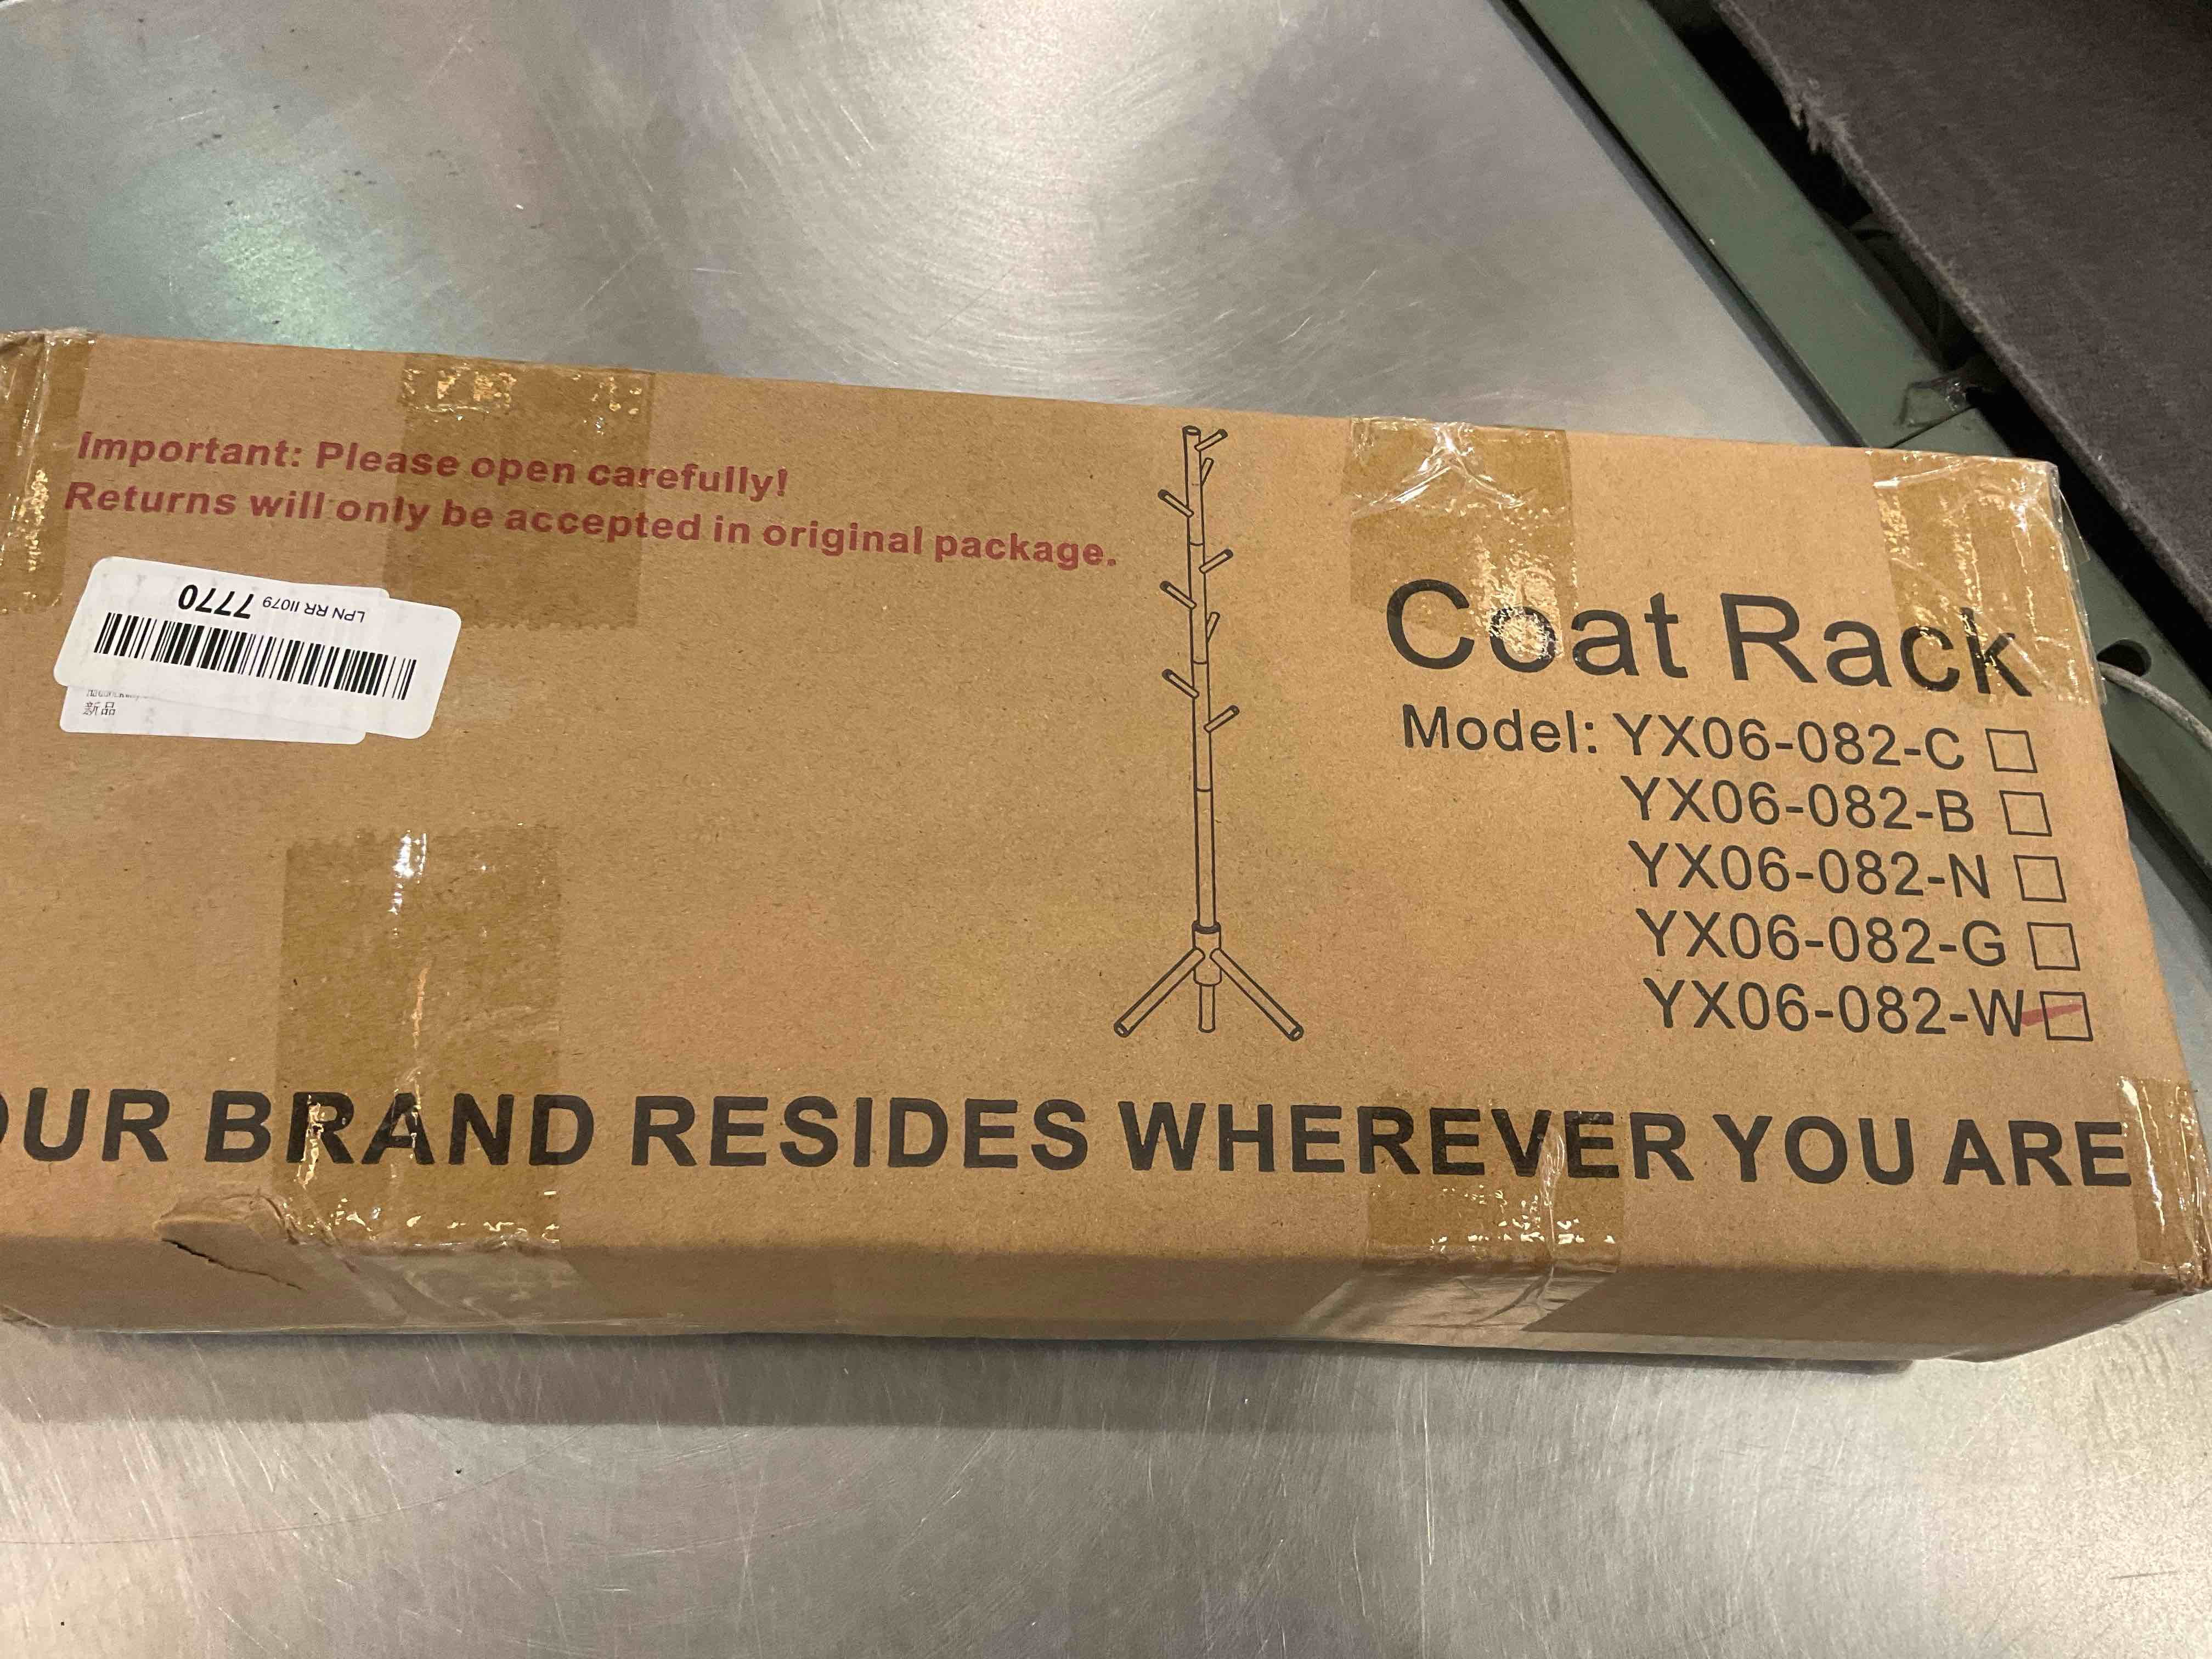 Important: Please open carefully!
Returns will only be accepted in original package.
LPN RR 11079 7770
新品
Coat Rack
Model: YX06-082-C
YX06-082-B
YX06-082-N
YX06-082-G
YX06-082-W
OUR BRAND RESIDES WHEREVER YOU ARE